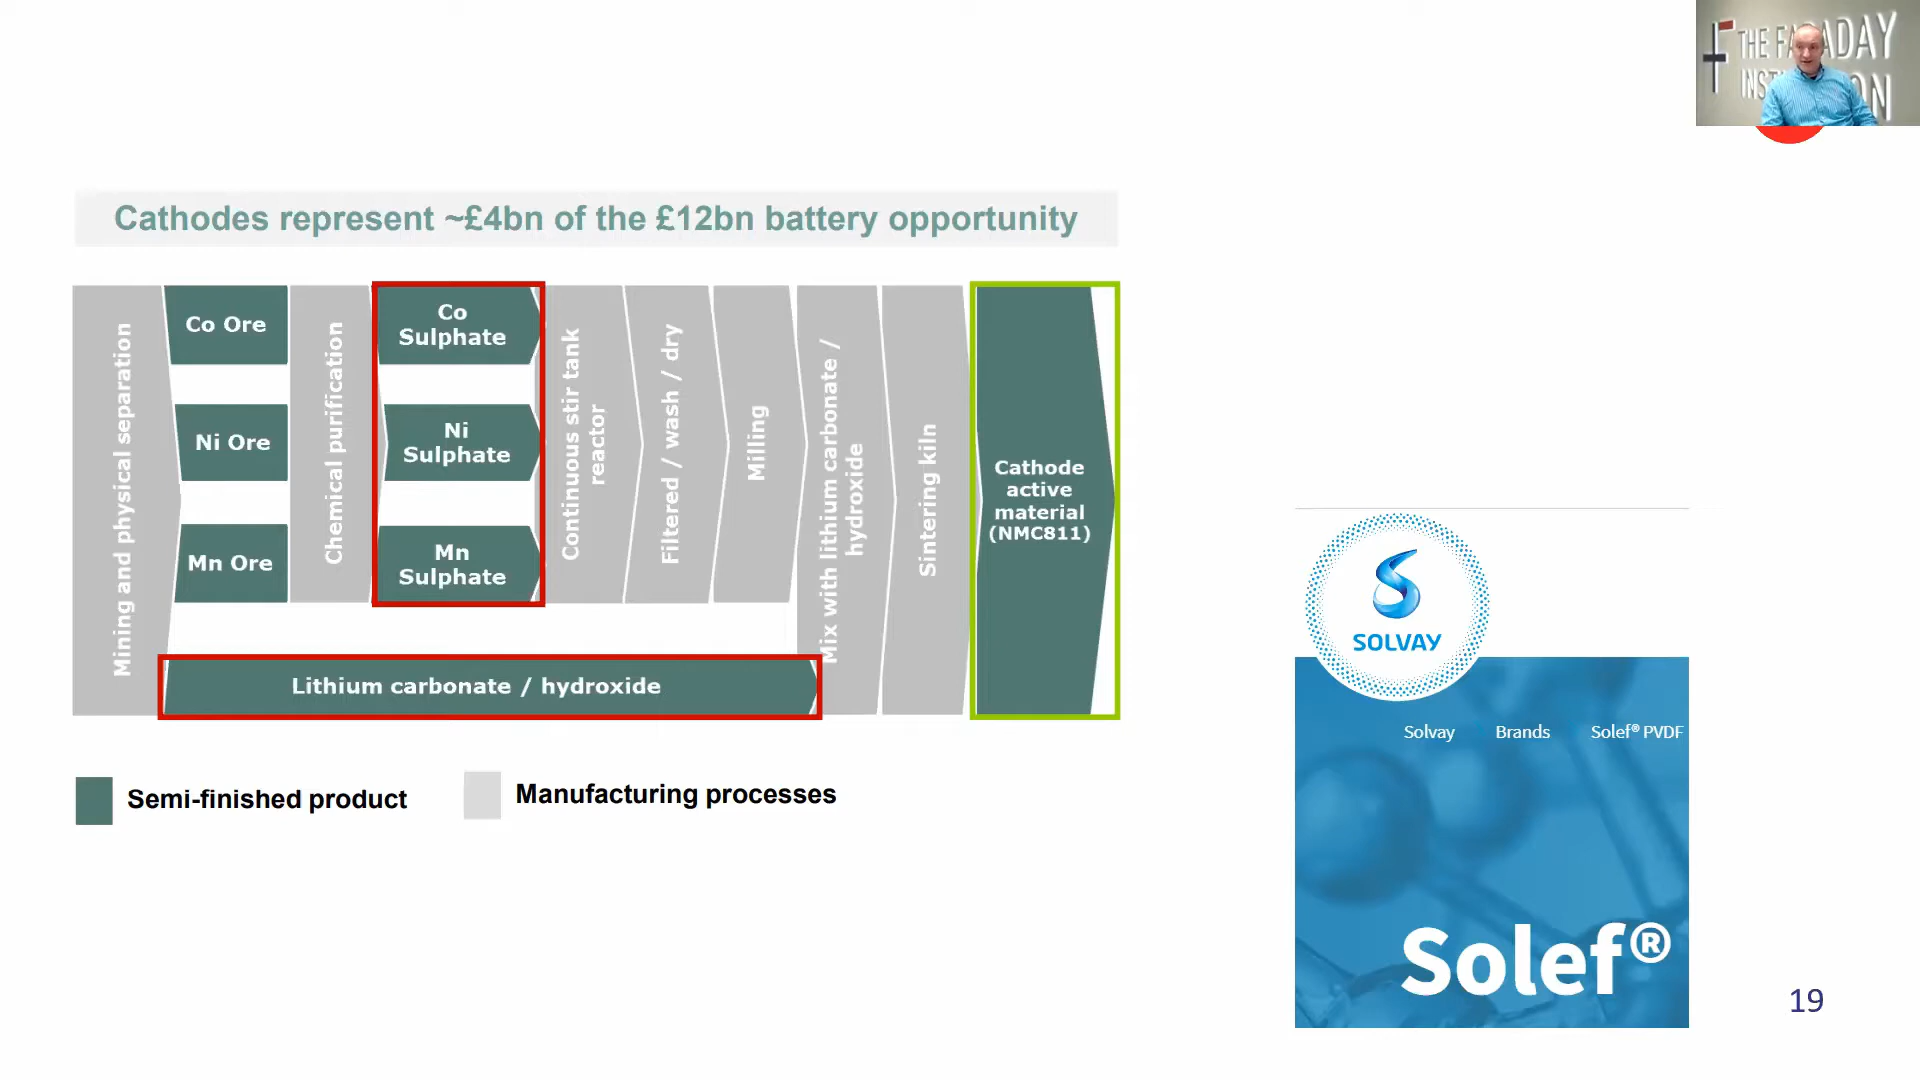 THE FARADAY
Cathodes represent ~£4bn of the £12bn battery opportunity
Mining and physical separation
Co Ore
Ni Ore
Mn Ore
Chemical purification
Co
Sulphate
Ni
Sulphate
Mn
Sulphate
Continuous stir tank
reactor
Filtered / wash / dry
Milling
Mix with lithium carbonate /
hydroxide
Sintering kiln
Cathode
active
material
(NMC811)
Lithium carbonate / hydroxide
Semi-finished product
Manufacturing processes
SOLVAY
Solvay Brands Solef® PVDF
Solef®
19